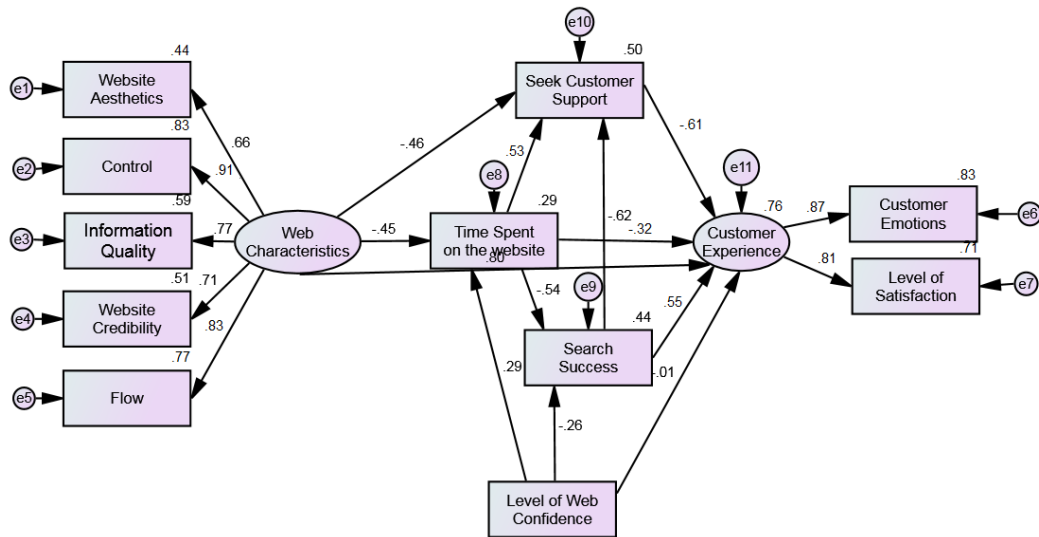 e10
.44
.50
e1
Website
Aesthetics
Seek Customer
Support
.83
.66
-.46
-.61
e2
Control
.91
.53
e8
e11
.59
.29
.76
.83
e3
Information
Quality
.77
Web
Characteristics
-.45
Time Spent
on the website
-.62
-.32
Customer
Experience
.87
Customer
Emotions
e6
.80
.71
.51
.71
-.54
e9
.55
.81
Level of
Satisfaction
e7
e4
Website
Credibility
.83
.44
.77
.29
Search
Success
-.01
e5
Flow
-.26
Level of Web
Confidence